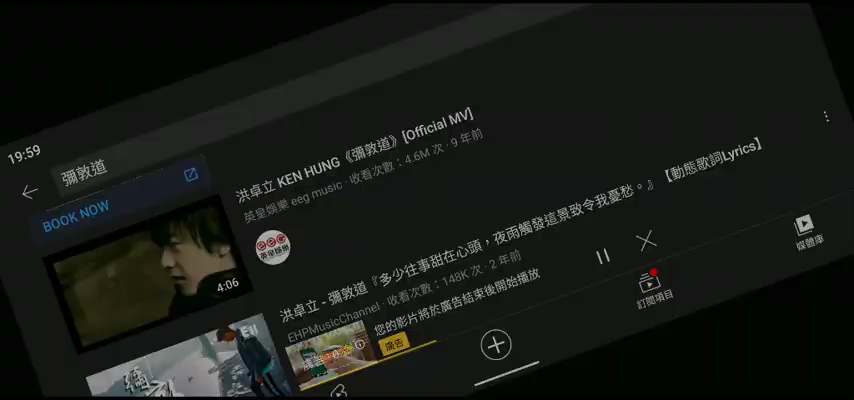 19:59
彌敦道
BOOK NOW
洪卓立 KEN HUNG《彌敦道》[Official MV]
英皇娛樂 eeg music · 收看次數：4.6M 次 · 9 年前
eeg
英皇娛樂
4:06
洪卓立 - 彌敦道『多少往事甜在心頭，夜雨觸發這景致令我憂愁。』【動態歌詞Lyrics】
EHPMusicChannel · 收看次數：148K 次 · 2 年前
您的影片將於廣告結束後開始播放
廣告
訂閱項目
媒體庫